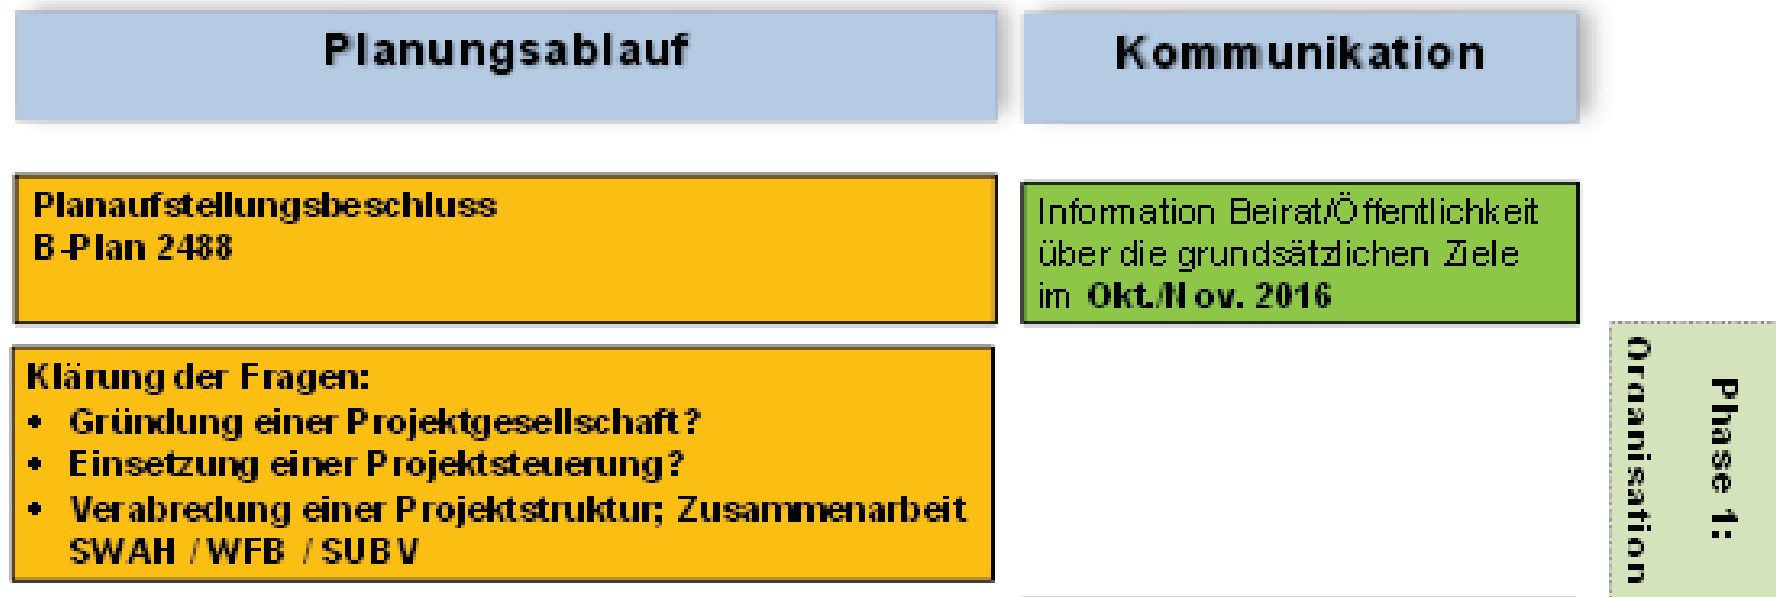 Planungsablauf
Kommunikation
Planaufstellungsbeschluss
B-Plan 2488
Information Beirat/Öffentlichkeit
über die grundsätzlichen Ziele
im Okt./Nov. 2016
Klärung der Fragen:
• Gründung einer Projektgesellschaft?
• Einsetzung einer Projektsteuerung?
• Verabredung einer Projektstruktur; Zusammenarbeit
SWAH / WFB / SUBV
Phase 1:
Organisation